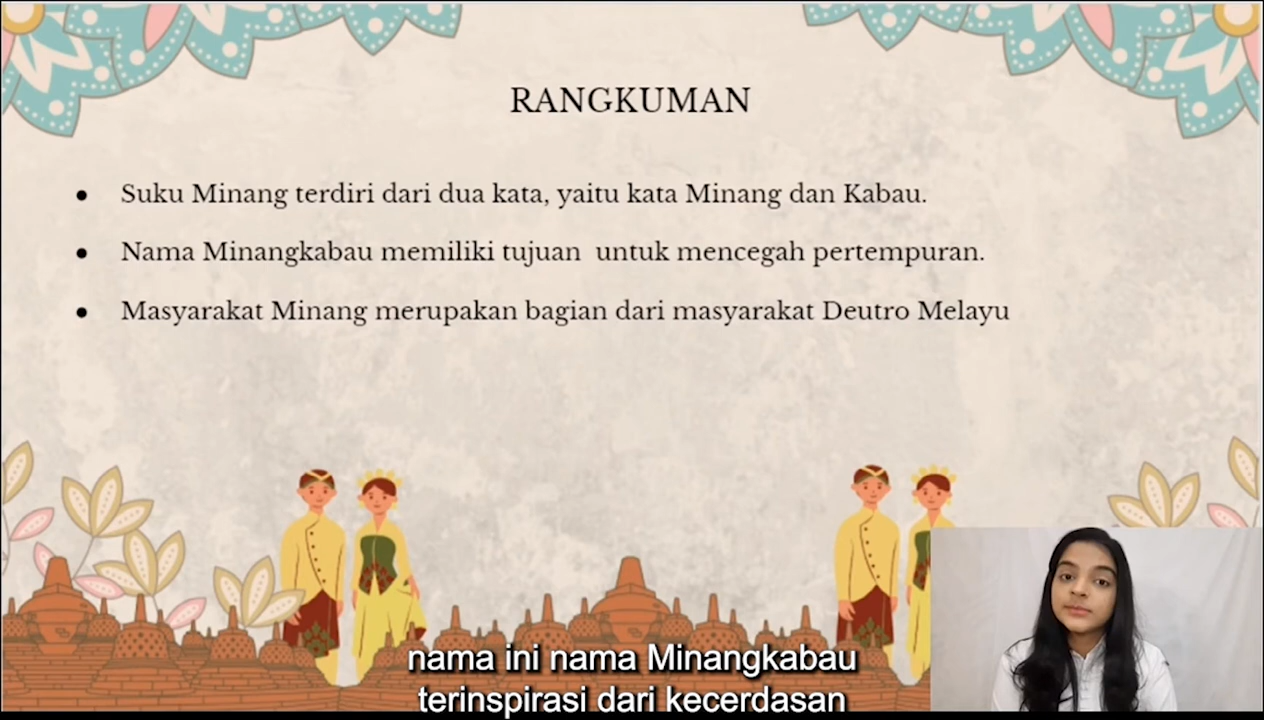 RANGKUMAN
Suku Minang terdiri dari dua kata, yaitu kata Minang dan Kabau.
Nama Minangkabau memiliki tujuan untuk mencegah pertempuran.
Masyarakat Minang merupakan bagian dari masyarakat Deutro Melayu
nama ini nama Minangkabau
terinspirasi dari kecerdasan